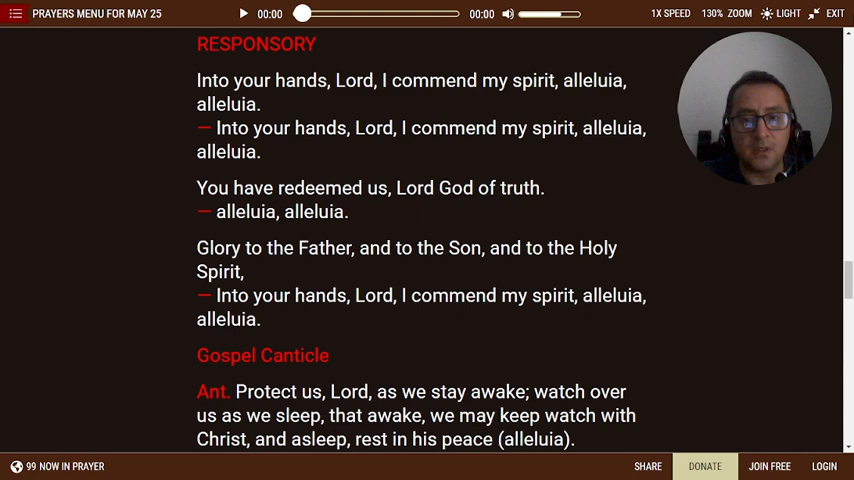 PRAYERS MENU FOR MAY 25 00:00 00:00 1X SPEED 130% ZOOM LIGHT EXIT
RESPONSORY
Into your hands, Lord, I commend my spirit, alleluia,
alleluia.
— Into your hands, Lord, I commend my spirit, alleluia,
alleluia.
You have redeemed us, Lord God of truth.
— alleluia, alleluia.
Glory to the Father, and to the Son, and to the Holy
Spirit,
— Into your hands, Lord, I commend my spirit, alleluia,
alleluia.
Gospel Canticle
Ant. Protect us, Lord, as we stay awake; watch over
us as we sleep, that awake, we may keep watch with
Christ, and asleep, rest in his peace (alleluia).
99 NOW IN PRAYER SHARE DONATE JOIN FREE LOGIN